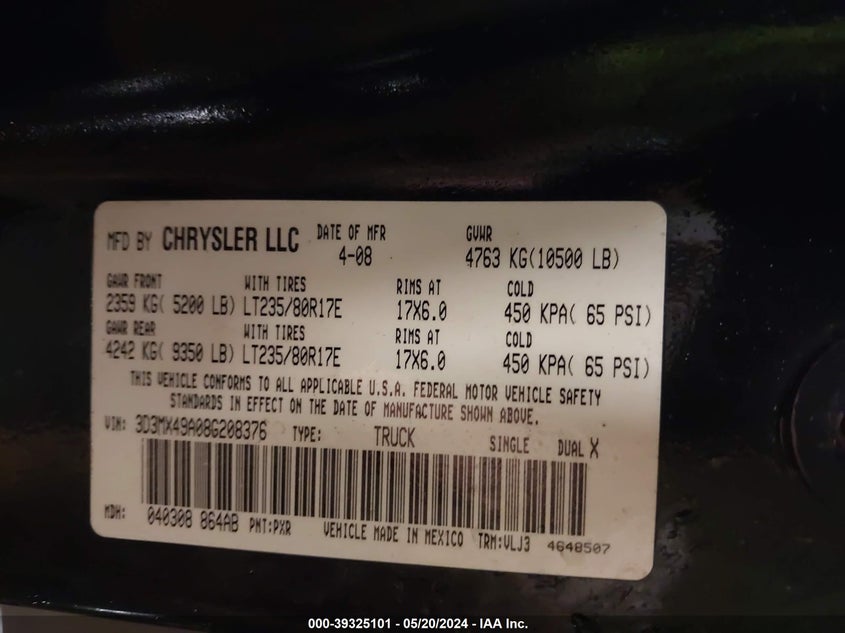 MFD BY CHRYSLER LLC DATE OF MFR 4-08 GVWR 4763 KG(10500 LB)
GAWR FRONT WITH TIRES RIMS AT COLD
2359 KG( 5200 LB) LT235/80R17E 17X6.0 450 KPA( 65 PSI)
GAWR REAR WITH TIRES RIMS AT COLD
4242 KG( 9350 LB) LT235/80R17E 17X6.0 450 KPA( 65 PSI)
THIS VEHICLE CONFORMS TO ALL APPLICABLE U.S.A. FEDERAL MOTOR VEHICLE SAFETY
STANDARDS IN EFFECT ON THE DATE OF MANUFACTURE SHOWN ABOVE.
VIN: 3D3MX49A08G208376 TYPE: TRUCK SINGLE DUAL X
MDH: 040308 864AB PNT:PXR VEHICLE MADE IN MEXICO TRM:VLJ3 4648507
000-39325101 - 05/20/2024 - IAA Inc.